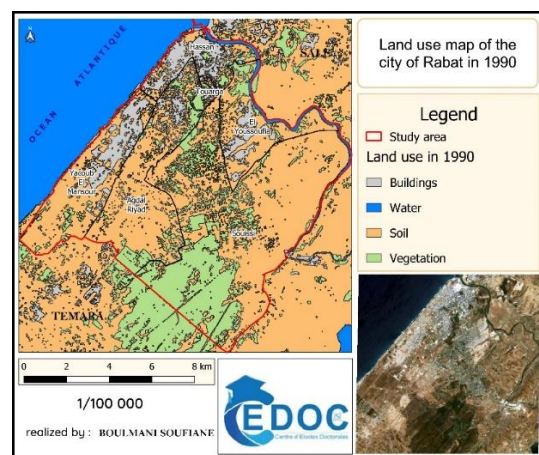 Land use map of the
city of Rabat in 1990
Legend
Study area
Land use in 1990
Buildings
Water
Soil
Vegetation
OCEAN ATLANTIQUE
Hassan
SALE
Touarga
El
Youssoufia
Yacoub
El
Mansour
Agdal
Riyad
Souissi
TEMARA
0 2 4 6 8 km
1/100 000
realized by : BOULMANI SOUFIANE
CEDOC
Centre d'Etudes Doctorales